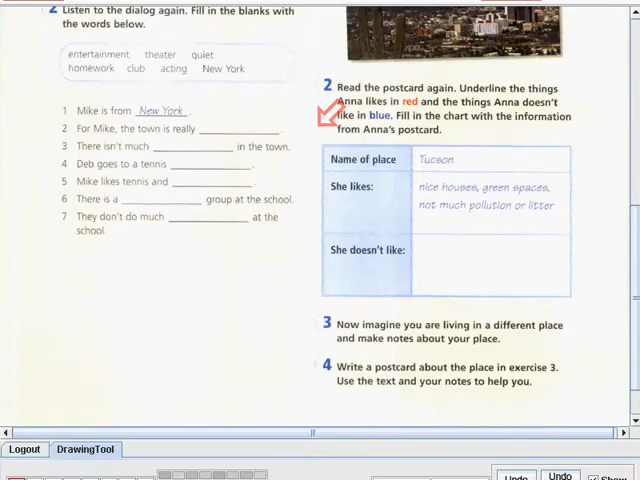 2 Listen to the dialog again. Fill in the blanks with
the words below.
entertainment theater quiet
homework club acting New York
1 Mike is from New York.
2 For Mike, the town is really ____________.
3 There isn't much ____________ in the town.
4 Deb goes to a tennis ____________.
5 Mike likes tennis and ____________.
6 There is a ____________ group at the school.
7 They don't do much ____________ at the
school.
2 Read the postcard again. Underline the things
Anna likes in red and the things Anna doesn't
like in blue. Fill in the chart with the information
from Anna's postcard.
Name of place Tucson
She likes: nice houses, green spaces,
not much pollution or litter
She doesn't like:
3 Now imagine you are living in a different place
and make notes about your place.
4 Write a postcard about the place in exercise 3.
Use the text and your notes to help you.
Logout DrawingTool
Undo Undo Show